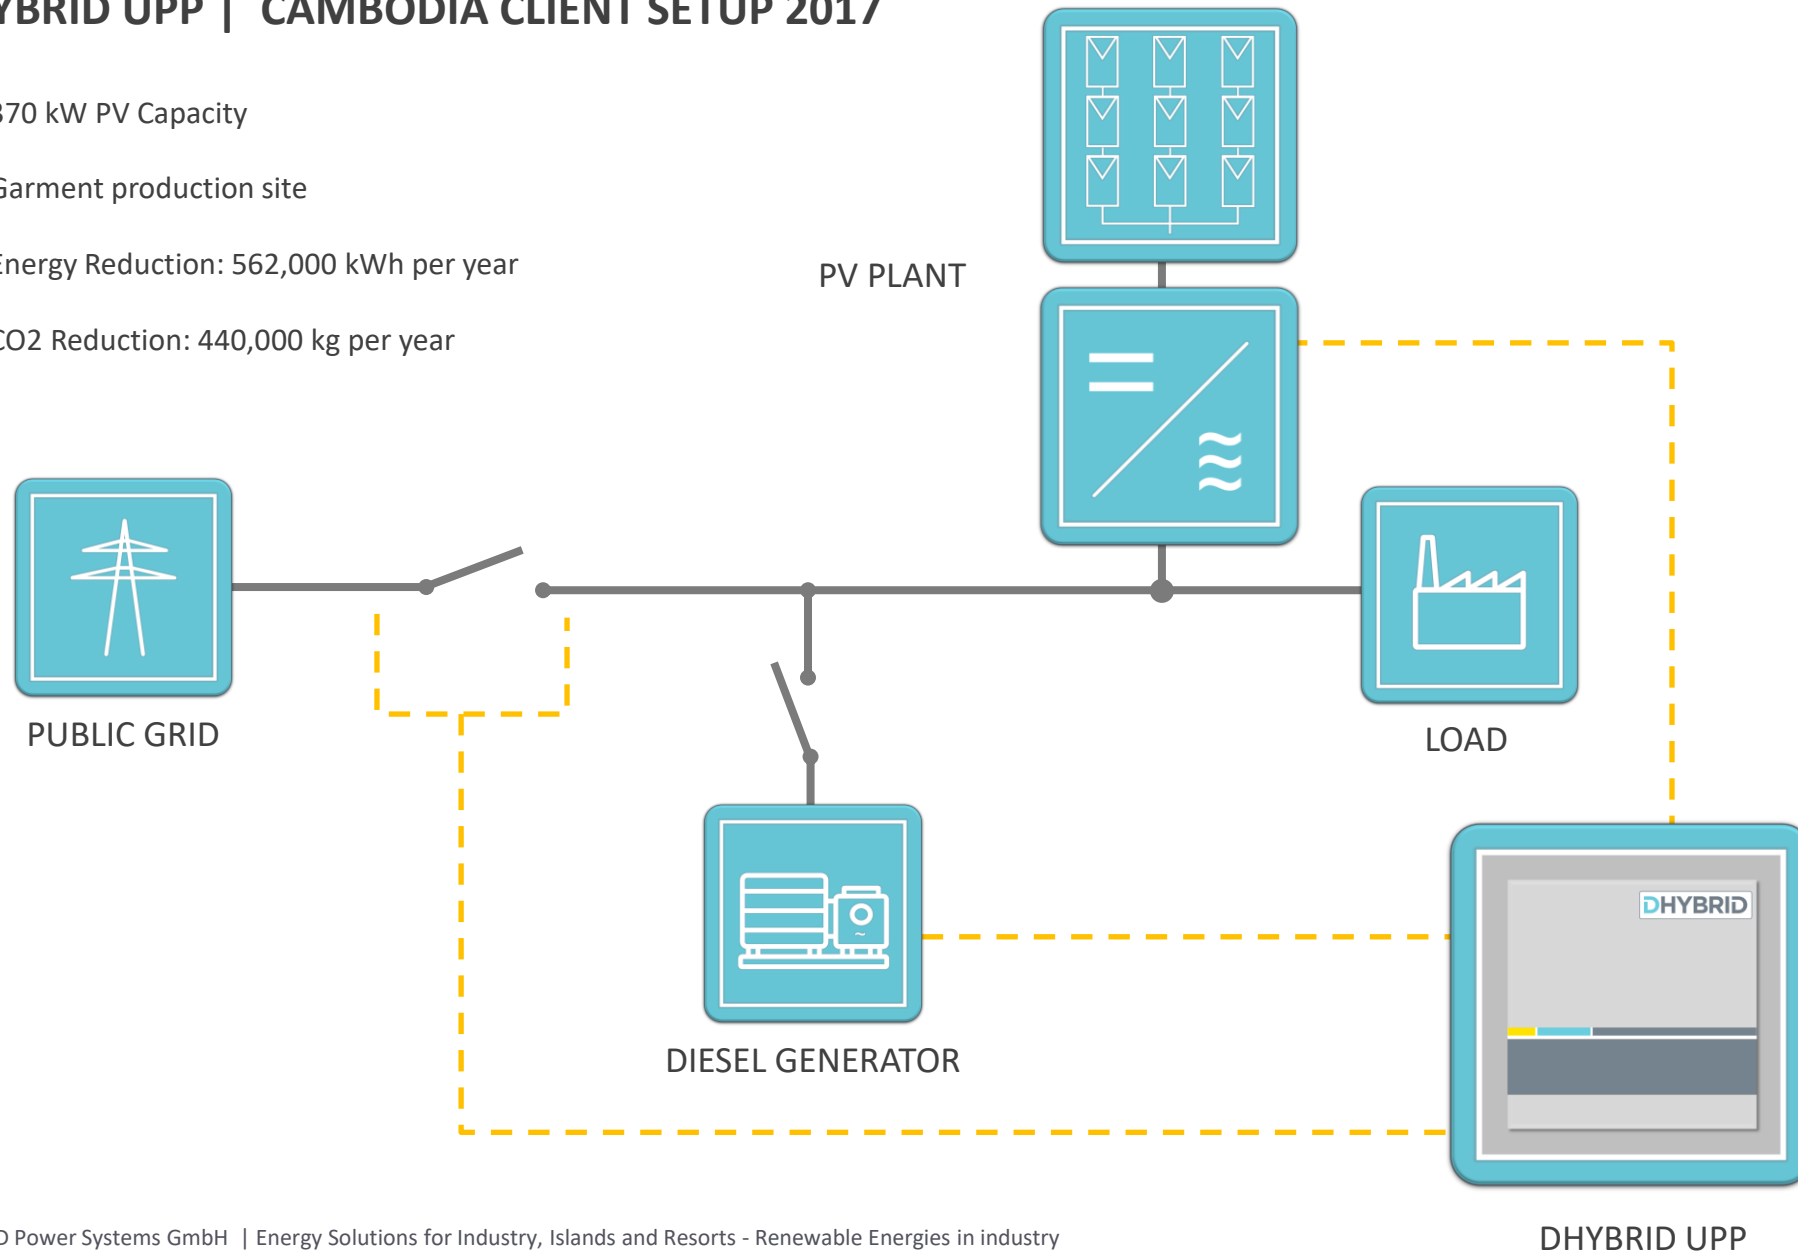 YBRID UPP | CAMBODIA CLIENT SETUP 2017
370 kW PV Capacity
Garment production site
Energy Reduction: 562,000 kWh per year
CO2 Reduction: 440,000 kg per year
PV PLANT
PUBLIC GRID
LOAD
DHYBRID
DIESEL GENERATOR
D Power Systems GmbH | Energy Solutions for Industry, Islands and Resorts - Renewable Energies in industry
DHYBRID UPP